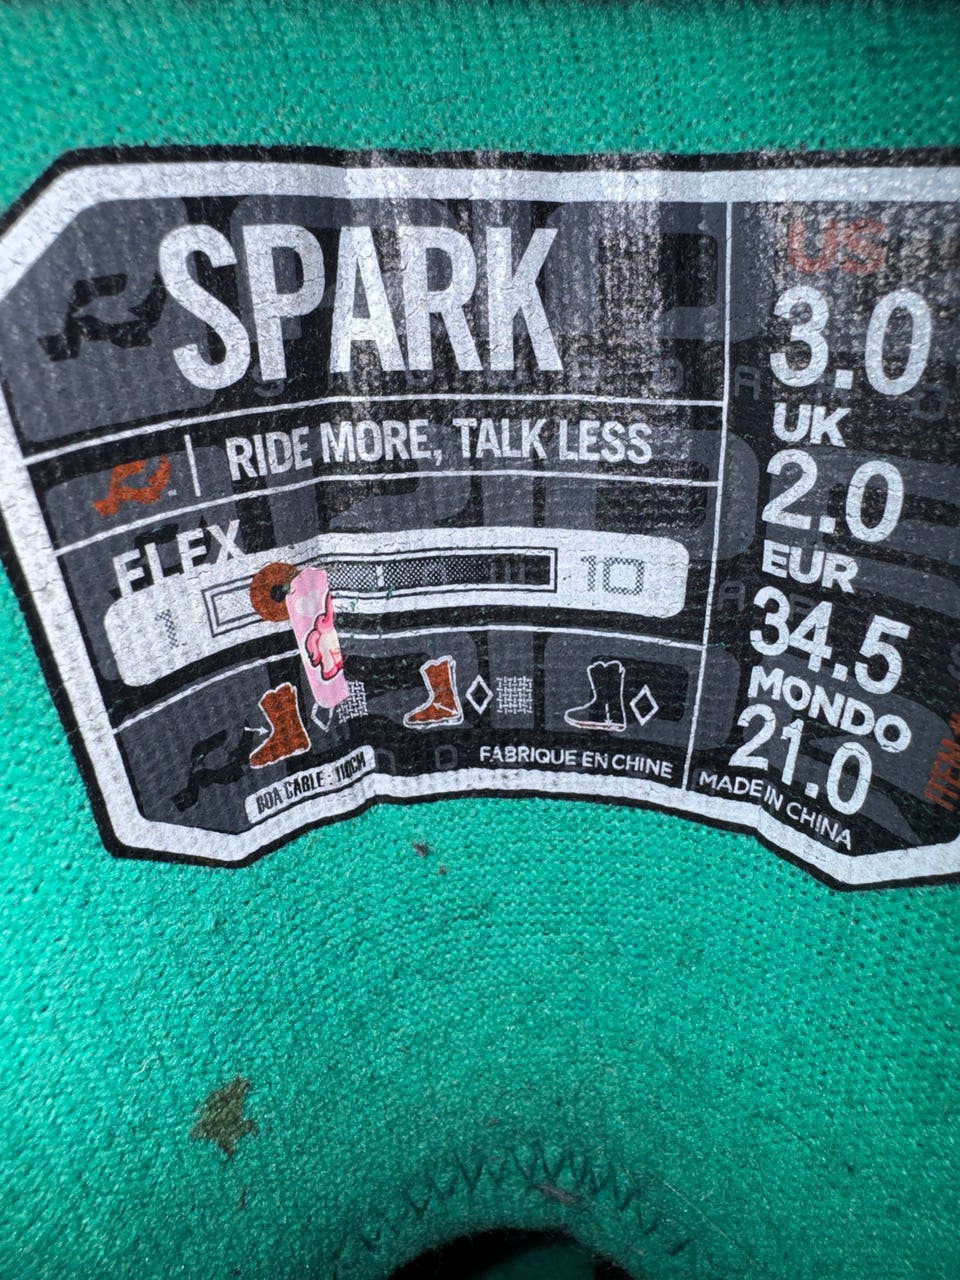 SPARK
RIDE MORE, TALK LESS
FLEX
1
10
BOA CABLE : 110CM
FABRIQUE EN CHINE
US
3.0
UK
2.0
EUR
34.5
MONDO
21.0
MADE IN CHINA